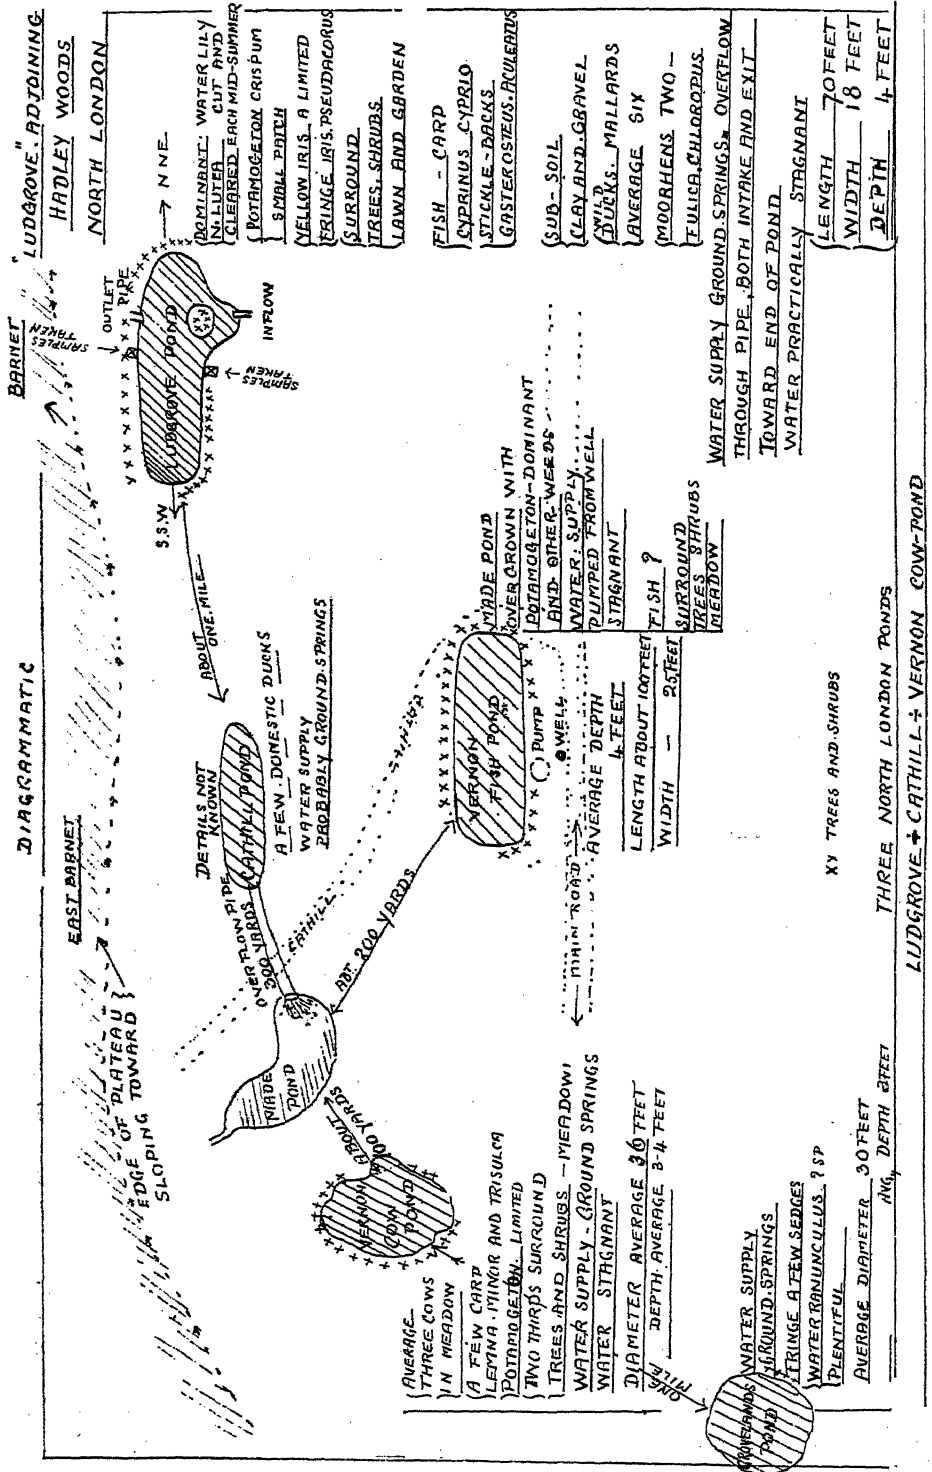 DIAGRAMMATIC
BARNET
EAST BARNET
EDGE OF PLATEAU
SLOPING TOWARD
"LUDGROVE" ADJOINING
HADLEY WOODS
NORTH LONDON
SAMPLES
TAKEN
OUTLET
PIPE
LUDGROVE POND
INFLOW
SAMPLES
TAKEN
NNE
S.S.W
DOMINANT: WATER LILY
N. LUTEA CUT AND
CLEARED EACH MID-SUMMER
POTAMOGETON CRISPUM
SMALL PATCH
YELLOW IRIS A LIMITED
FRINGE IRIS. PSEUDACORUS
SURROUND
TREES, SHRUBS.
LAWN AND GARDEN
FISH - CARP
CYPRINUS CYPRIO
STICKLE-BACKS
GASTEROSTEUS. ACULEATUS
SUB-SOIL
CLAY AND. GRAVEL
WILD
DUCKS. MALLARDS
AVERAGE SIX
MOORHENS TWO-
FULICA. CHLOROPUS.
WATER SUPPLY GROUND. SPRINGS. OVERFLOW
THROUGH PIPE, BOTH INTAKE AND EXIT
TOWARD END OF POND
WATER PRACTICALLY STAGNANT
LENGTH 70 FEET
WIDTH 18 FEET
DEPTH 4 FEET
ABOUT
ONE. MILE
DETAILS NOT
KNOWN
CATHILL POND
A FEW. DONESTIC DUCKS
WATER SUPPLY
PROBABLY GROUND. SPRINGS
OVERFLOW PIPE
300 YARDS
CATHILL
MADE
POND
ABT. 200 YARDS
VERNON
FISH POND
PUMP
WELL
MADE POND
OVERGROWN WITH
POTAMOGETON-DOMINANT
AND OTHER WEEDS
WATER. SUPPLY
PUMPED FROM WELL
STAGNANT
FISH ?
SURROUND
TREES SHRUBS
MEADOW
MAIN ROAD
AVERAGE DEPTH
4 FEET
LENGTH ABOUT 100 FEET
WIDTH - 25 FEET
ABOUT
100 YARDS
VERNON
COW
POND
AVERAGE
THREE COWS
IN MEADOW
A FEW CARP
LEMNA. MINOR AND TRISULCA
POTAMOGETON. LIMITED
TWO THIRDS SURROUND
TREES AND SHRUBS - MEADOW
WATER SUPPLY - GROUND SPRINGS
WATER STAGNANT
DIAMETER AVERAGE 30 FEET
DEPTH. AVERAGE 3-4 FEET
ONE
MILE
GROVELANDS
POND
WATER SUPPLY
GROUND. SPRINGS
FRINGE A FEW SEDGES
WATER RANUNCULUS ? SP
PLENTIFUL
AVERAGE DIAMETER 30 FEET
AVG, DEPTH 2 FEET
XX TREES AND SHRUBS
THREE NORTH LONDON PONDS
LUDGROVE ÷ CATHILL ÷ VERNON COW-POND